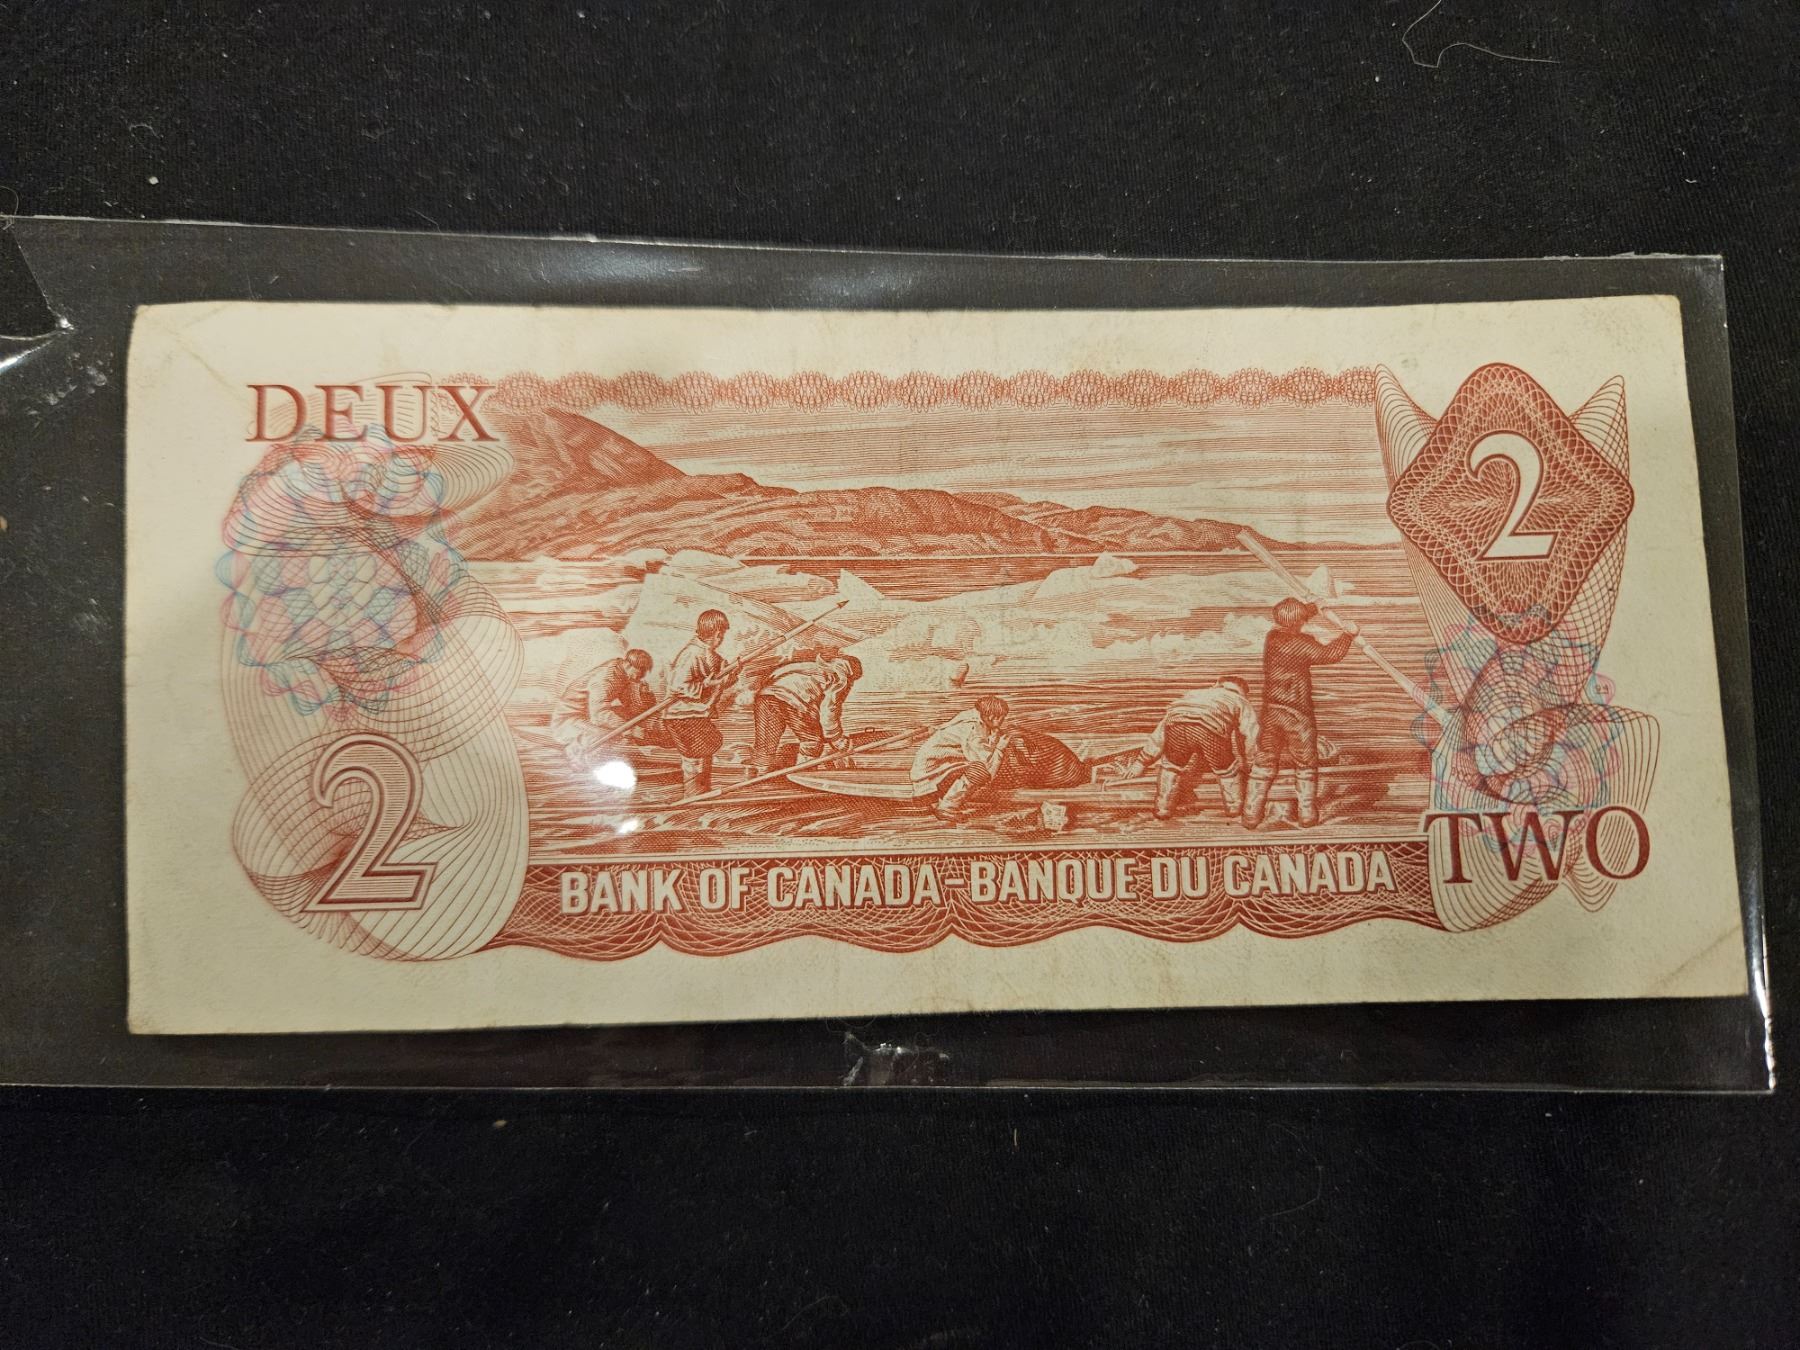 DEUX
2
2
BANK OF CANADA-BANQUE DU CANADA
TWO